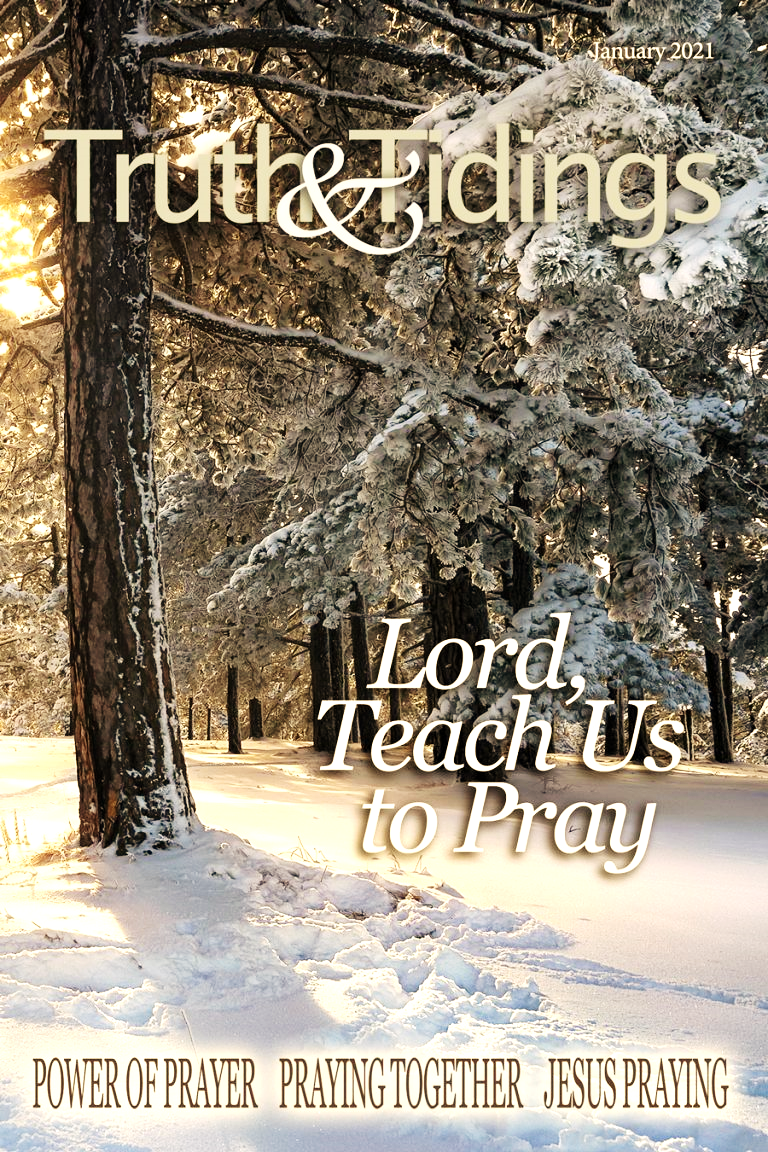 January 2021
Truth & Tidings
Lord,
Teach Us
to Pray
POWER OF PRAYER PRAYING TOGETHER JESUS PRAYING